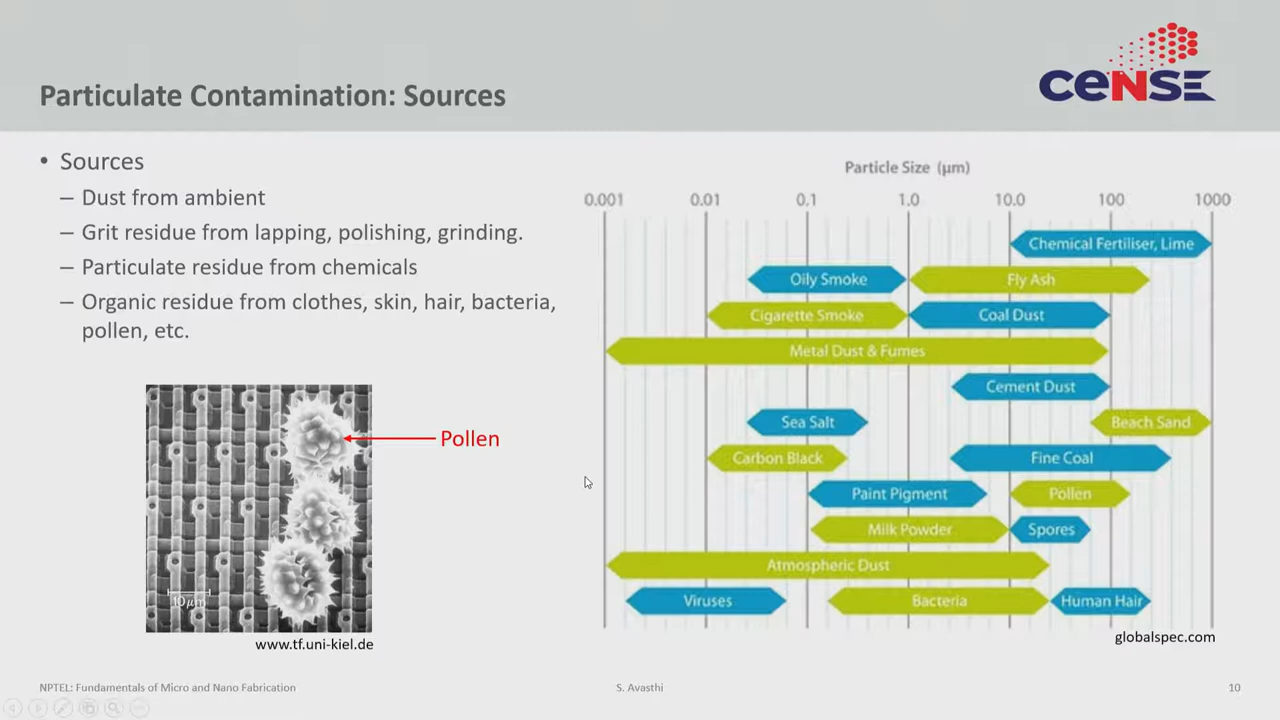 Particulate Contamination: Sources
CeNSE
• Sources
– Dust from ambient
– Grit residue from lapping, polishing, grinding.
– Particulate residue from chemicals
– Organic residue from clothes, skin, hair, bacteria,
pollen, etc.
Pollen
10 μm
www.tf.uni-kiel.de
Particle Size (μm)
0.001 0.01 0.1 1.0 10.0 100 1000
Chemical Fertiliser, Lime
Oily Smoke Fly Ash
Cigarette Smoke Coal Dust
Metal Dust & Fumes
Cement Dust
Sea Salt Beach Sand
Carbon Black Fine Coal
Paint Pigment Pollen
Milk Powder Spores
Atmospheric Dust
Viruses Bacteria Human Hair
globalspec.com
NPTEL: Fundamentals of Micro and Nano Fabrication S. Avasthi 10